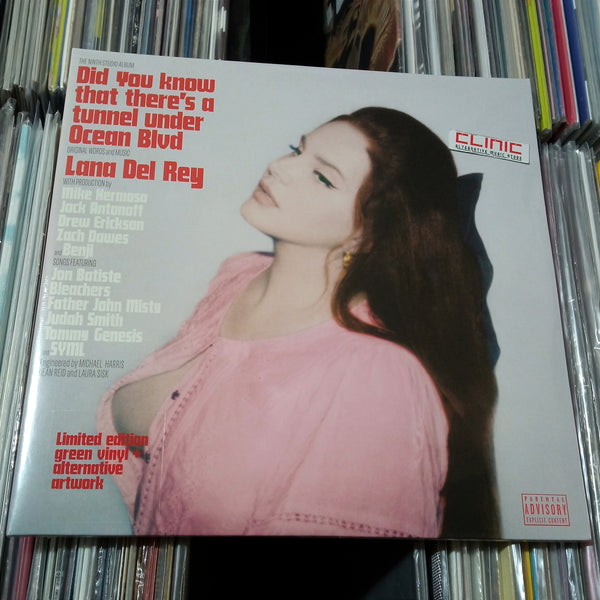 THE NINTH STUDIO ALBUM
Did You know
that there's a
tunnel under
Ocean Blvd
ORIGINAL WORDS and MUSIC
Lana Del Rey
WITH PRODUCTION by
Mike Hermosa
Jack Antonoff
Drew Erickson
Zach Dawes
and Benji
SONGS FEATURING
Jon Batiste
Bleachers
Father John Misty
Judah Smith
Tommy Genesis
and SYML
Engineered by MICHAEL HARRIS
DEAN REID and LAURA SISK
Limited edition
green vinyl +
alternative
artwork
CLINIC
ALTERNATIVE MUSIC STORE
PARENTAL
ADVISORY
EXPLICIT CONTENT